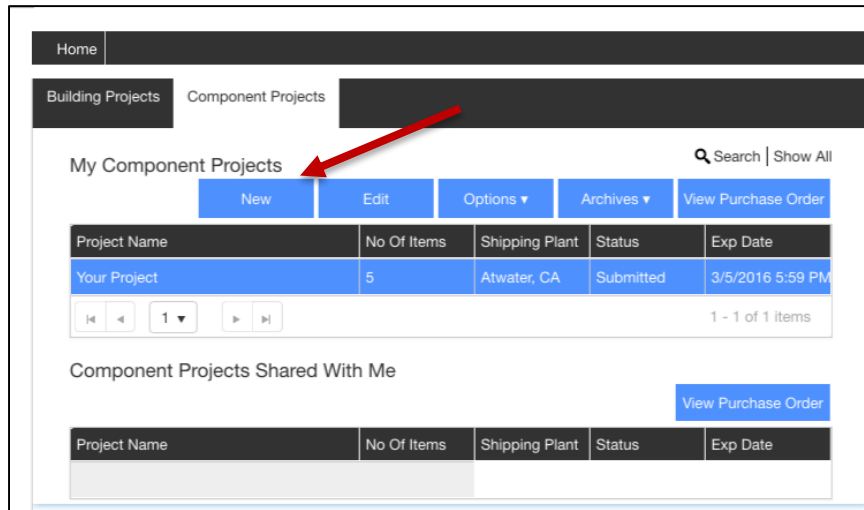 Home
Building Projects Component Projects
My Component Projects
Search | Show All
New Edit Options ▾ Archives ▾ View Purchase Order
Project Name No Of Items Shipping Plant Status Exp Date
Your Project 5 Atwater, CA Submitted 3/5/2016 5:59 PM
1 ▾ 1 - 1 of 1 items
Component Projects Shared With Me
View Purchase Order
Project Name No Of Items Shipping Plant Status Exp Date